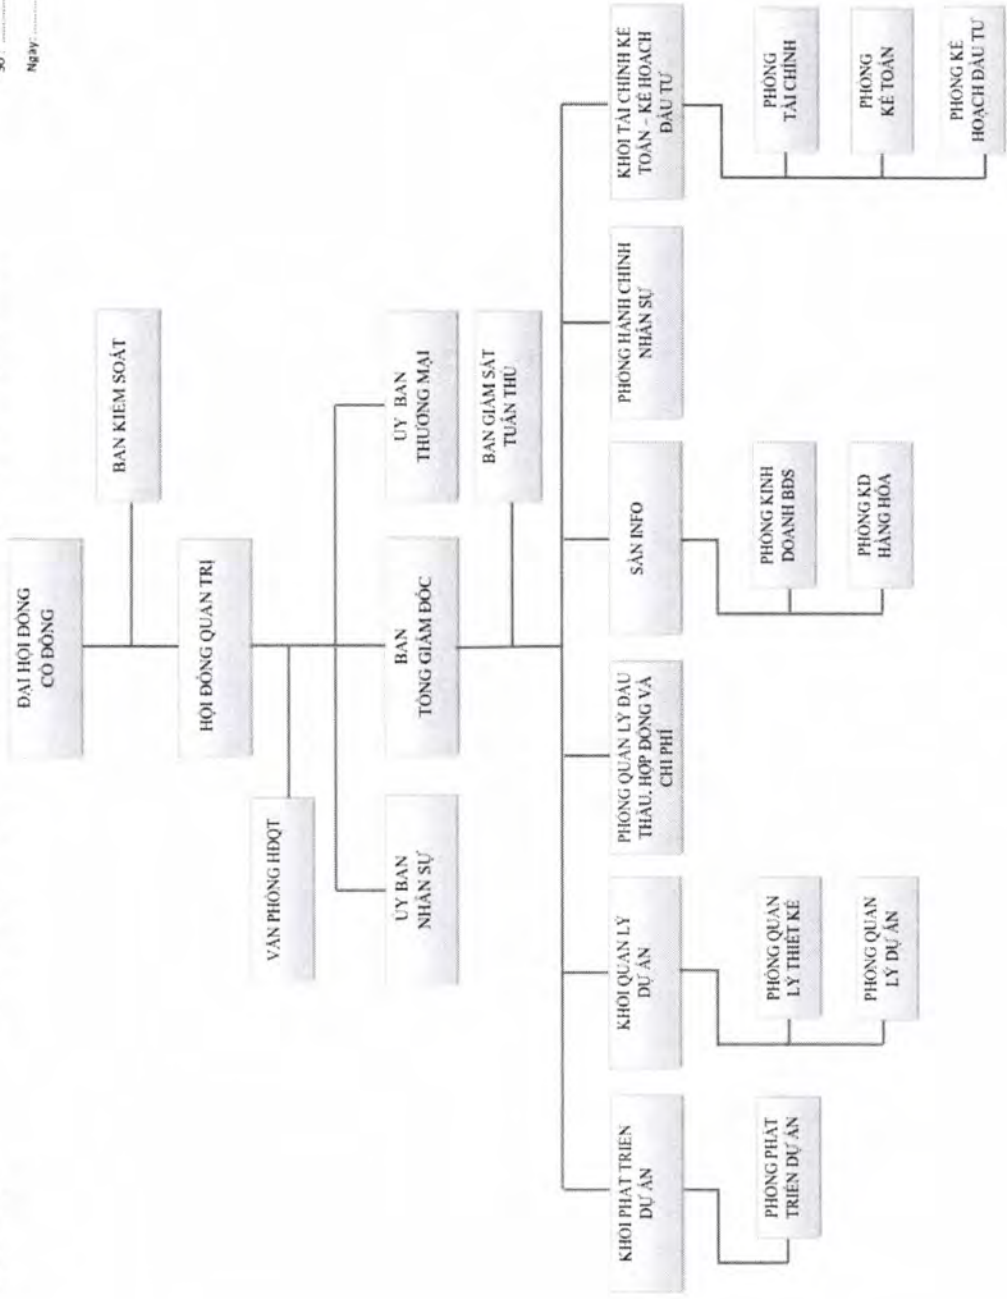 Số :
Ngày:
ĐẠI HỘI ĐỒNG
CỔ ĐÔNG
BAN KIỂM SOÁT
HỘI ĐỒNG QUẢN TRỊ
VĂN PHÒNG HĐQT
ỦY BAN
NHÂN SỰ
BAN
TỔNG GIÁM ĐỐC
ỦY BAN
THƯƠNG MẠI
BAN GIÁM SÁT
TUÂN THỦ
KHỐI PHÁT TRIỂN
DỰ ÁN
KHỐI QUẢN LÝ
DỰ ÁN
PHÒNG QUẢN LÝ ĐẤU
THẦU, HỢP ĐỒNG VÀ
CHI PHÍ
SÀN INFO
PHÒNG HÀNH CHÍNH
NHÂN SỰ
KHỐI TÀI CHÍNH KẾ
TOÁN – KẾ HOẠCH
ĐẦU TƯ
PHÒNG PHÁT
TRIỂN DỰ ÁN
PHÒNG QUẢN
LÝ THIẾT KẾ
PHÒNG QUẢN
LÝ DỰ ÁN
PHÒNG KINH
DOANH BĐS
PHÒNG KD
HÀNG HÓA
PHÒNG
TÀI CHÍNH
PHÒNG
KẾ TOÁN
PHÒNG KẾ
HOẠCH ĐẦU TƯ